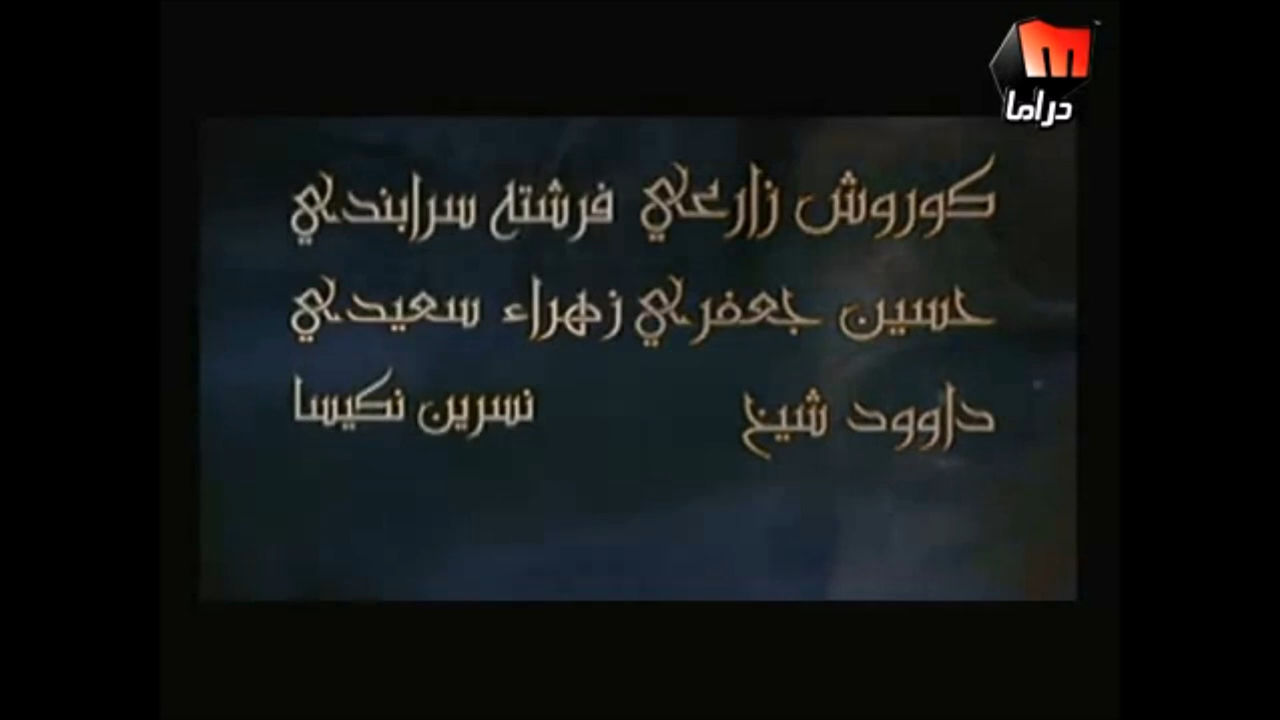 M
دراما
كوروش زارعي فرشته سرابندي
حسين جعفري زهراء سعيدي
داوود شيخ نسرين نكيسا